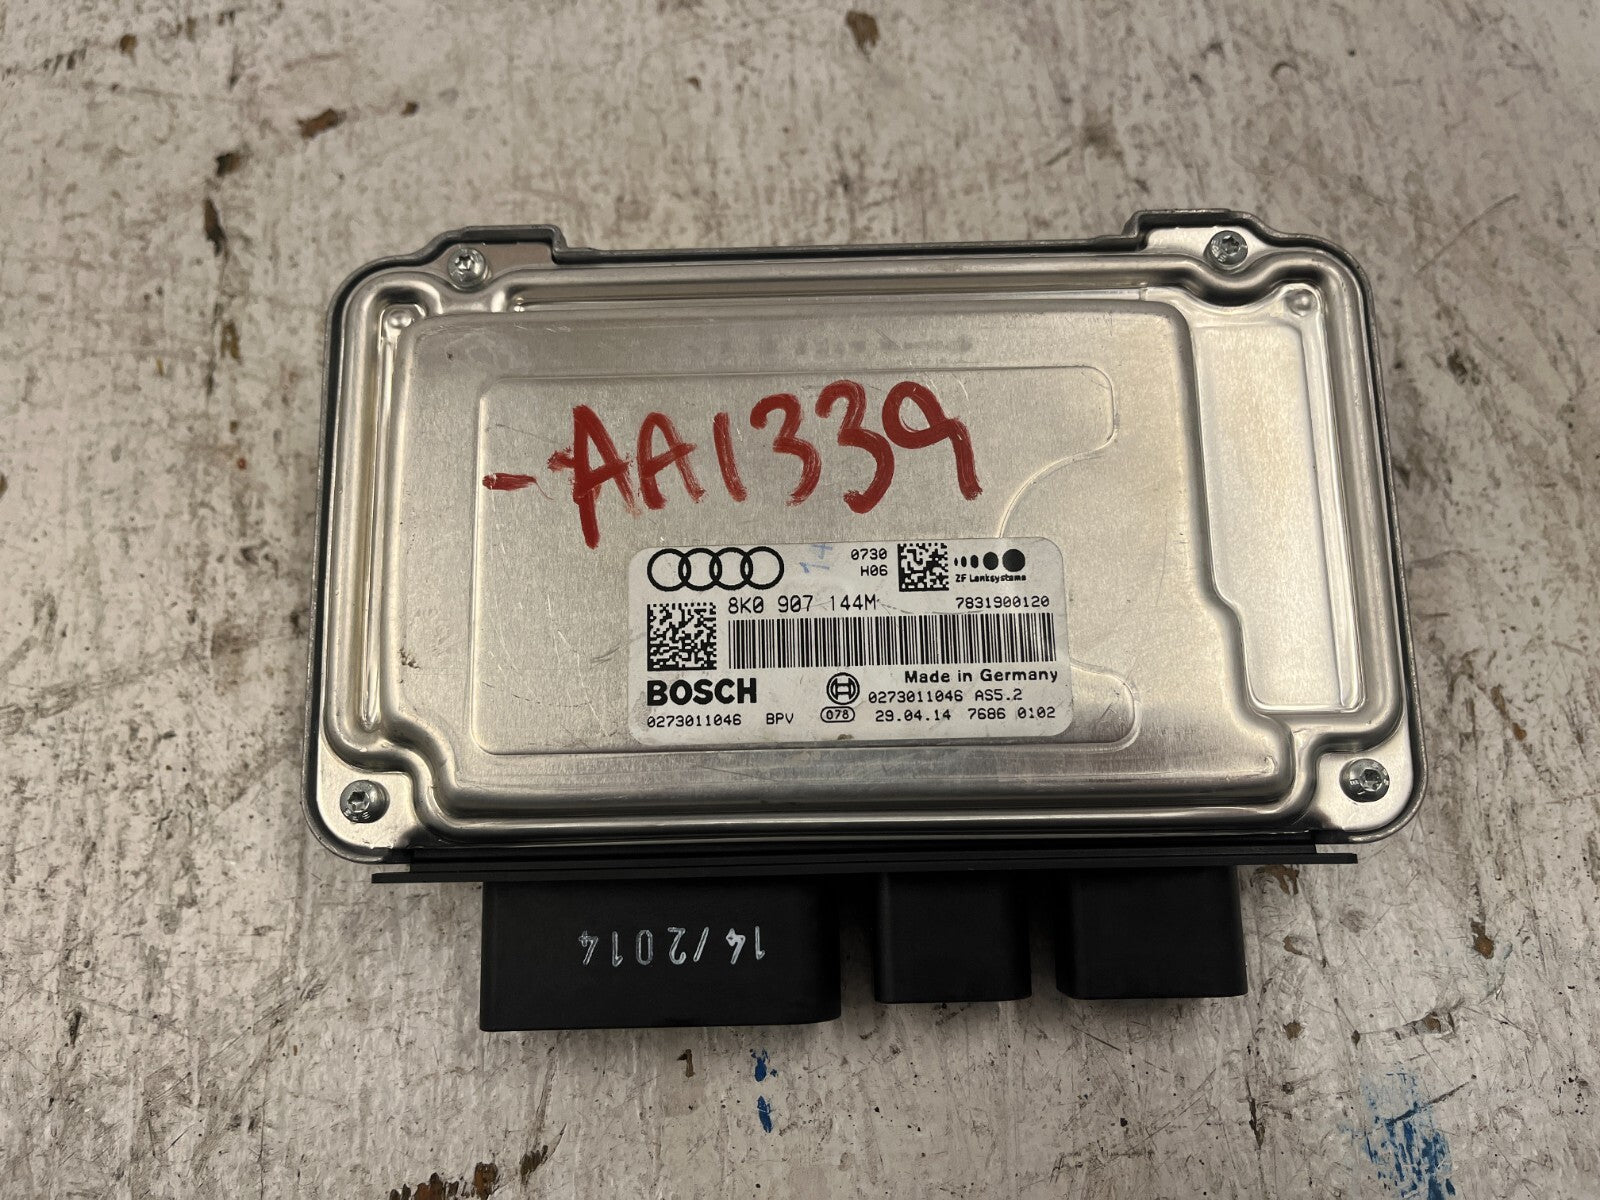 -AA1339
0730
H06
ZF Lenksysteme
8K0 907 144M
7831900120
Made in Germany
BOSCH
0273011046 AS5.2
0273011046 BPV 078 29.04.14 7686 0102
14/2014